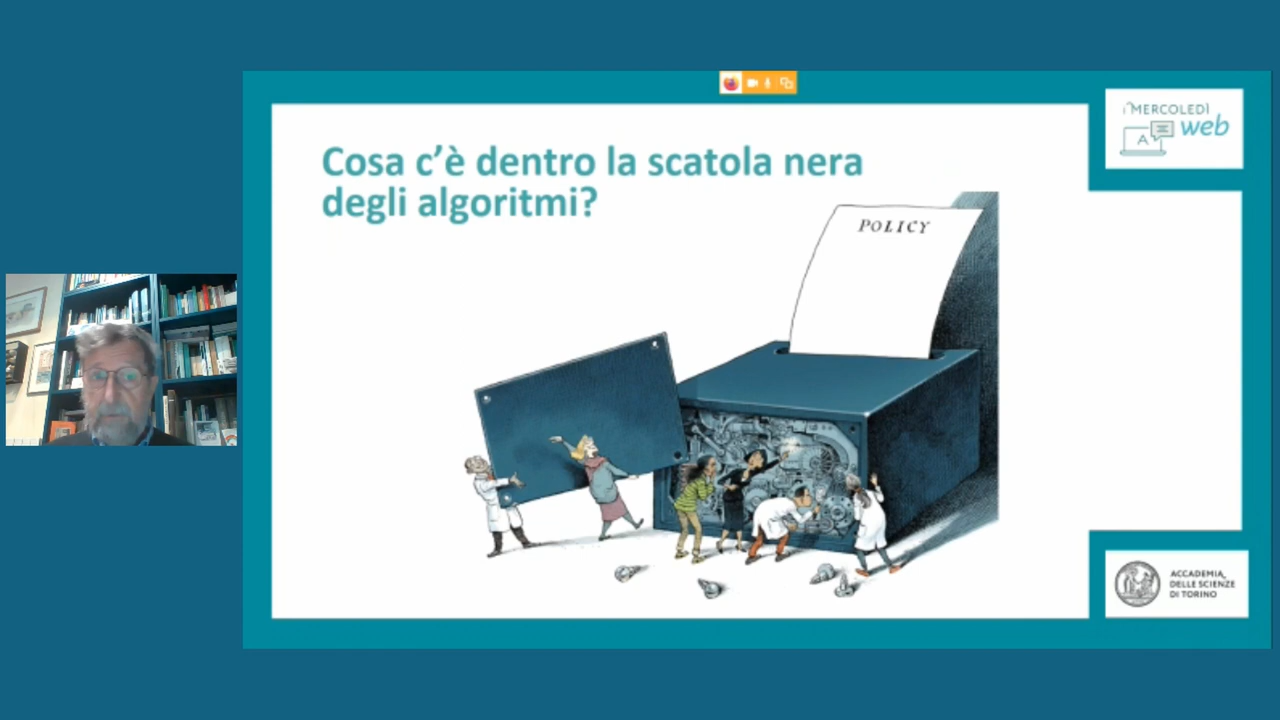 Cosa c’è dentro la scatola nera
degli algoritmi?
POLICY
i MERCOLEDÌ
A
web
ACCADEMIA
DELLE SCIENZE
DI TORINO